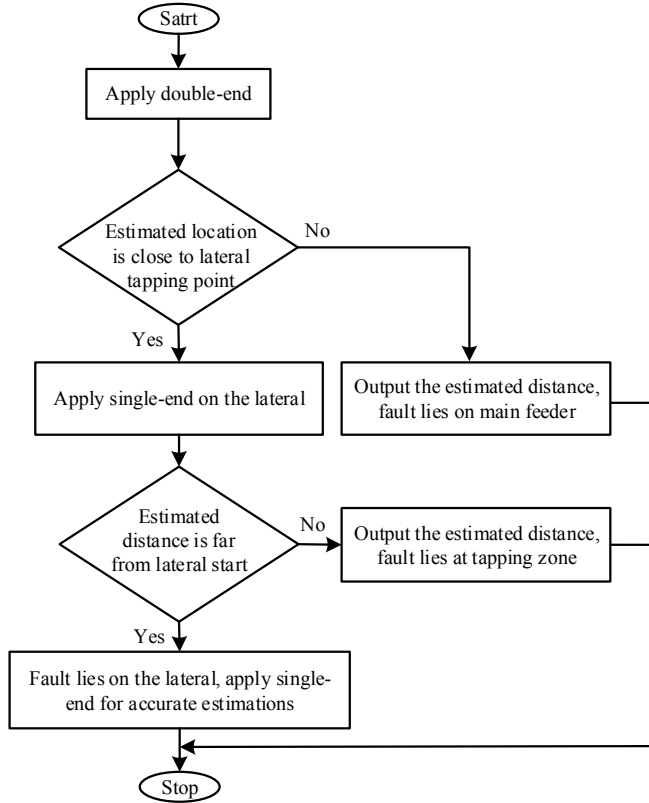 Satrt
Apply double-end
Estimated location
is close to lateral
tapping point
No
Yes
Apply single-end on the lateral
Output the estimated distance,
fault lies on main feeder
Estimated
distance is far
from lateral start
No
Output the estimated distance,
fault lies at tapping zone
Yes
Fault lies on the lateral, apply single-
end for accurate estimations
Stop